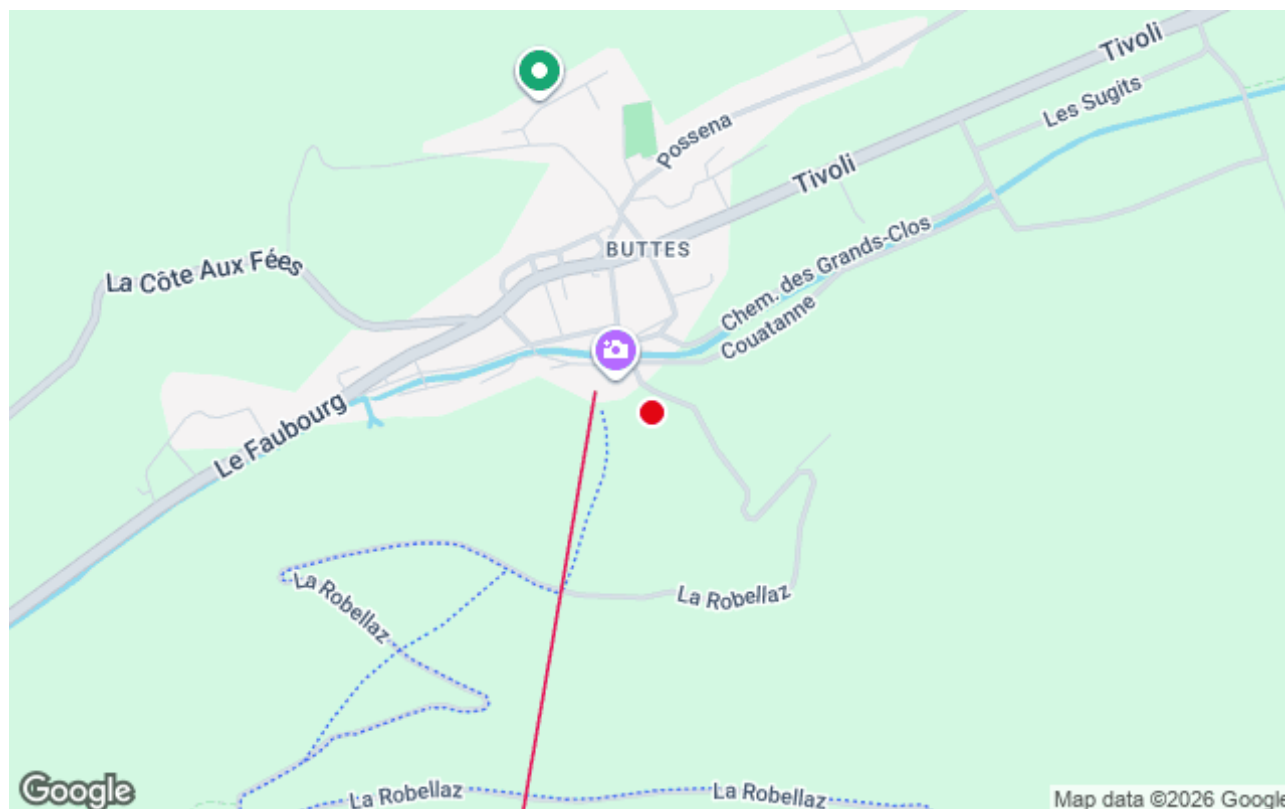 Tivoli
Les Sugits
Possena
Tivoli
BUTTES
Chem. des Grands-Clos
La Côte Aux Fées
Couatanne
Le Faubourg
La Robellaz
La Robellaz
La Robellaz
La Robellaz
Google
Map data ©2026 Google